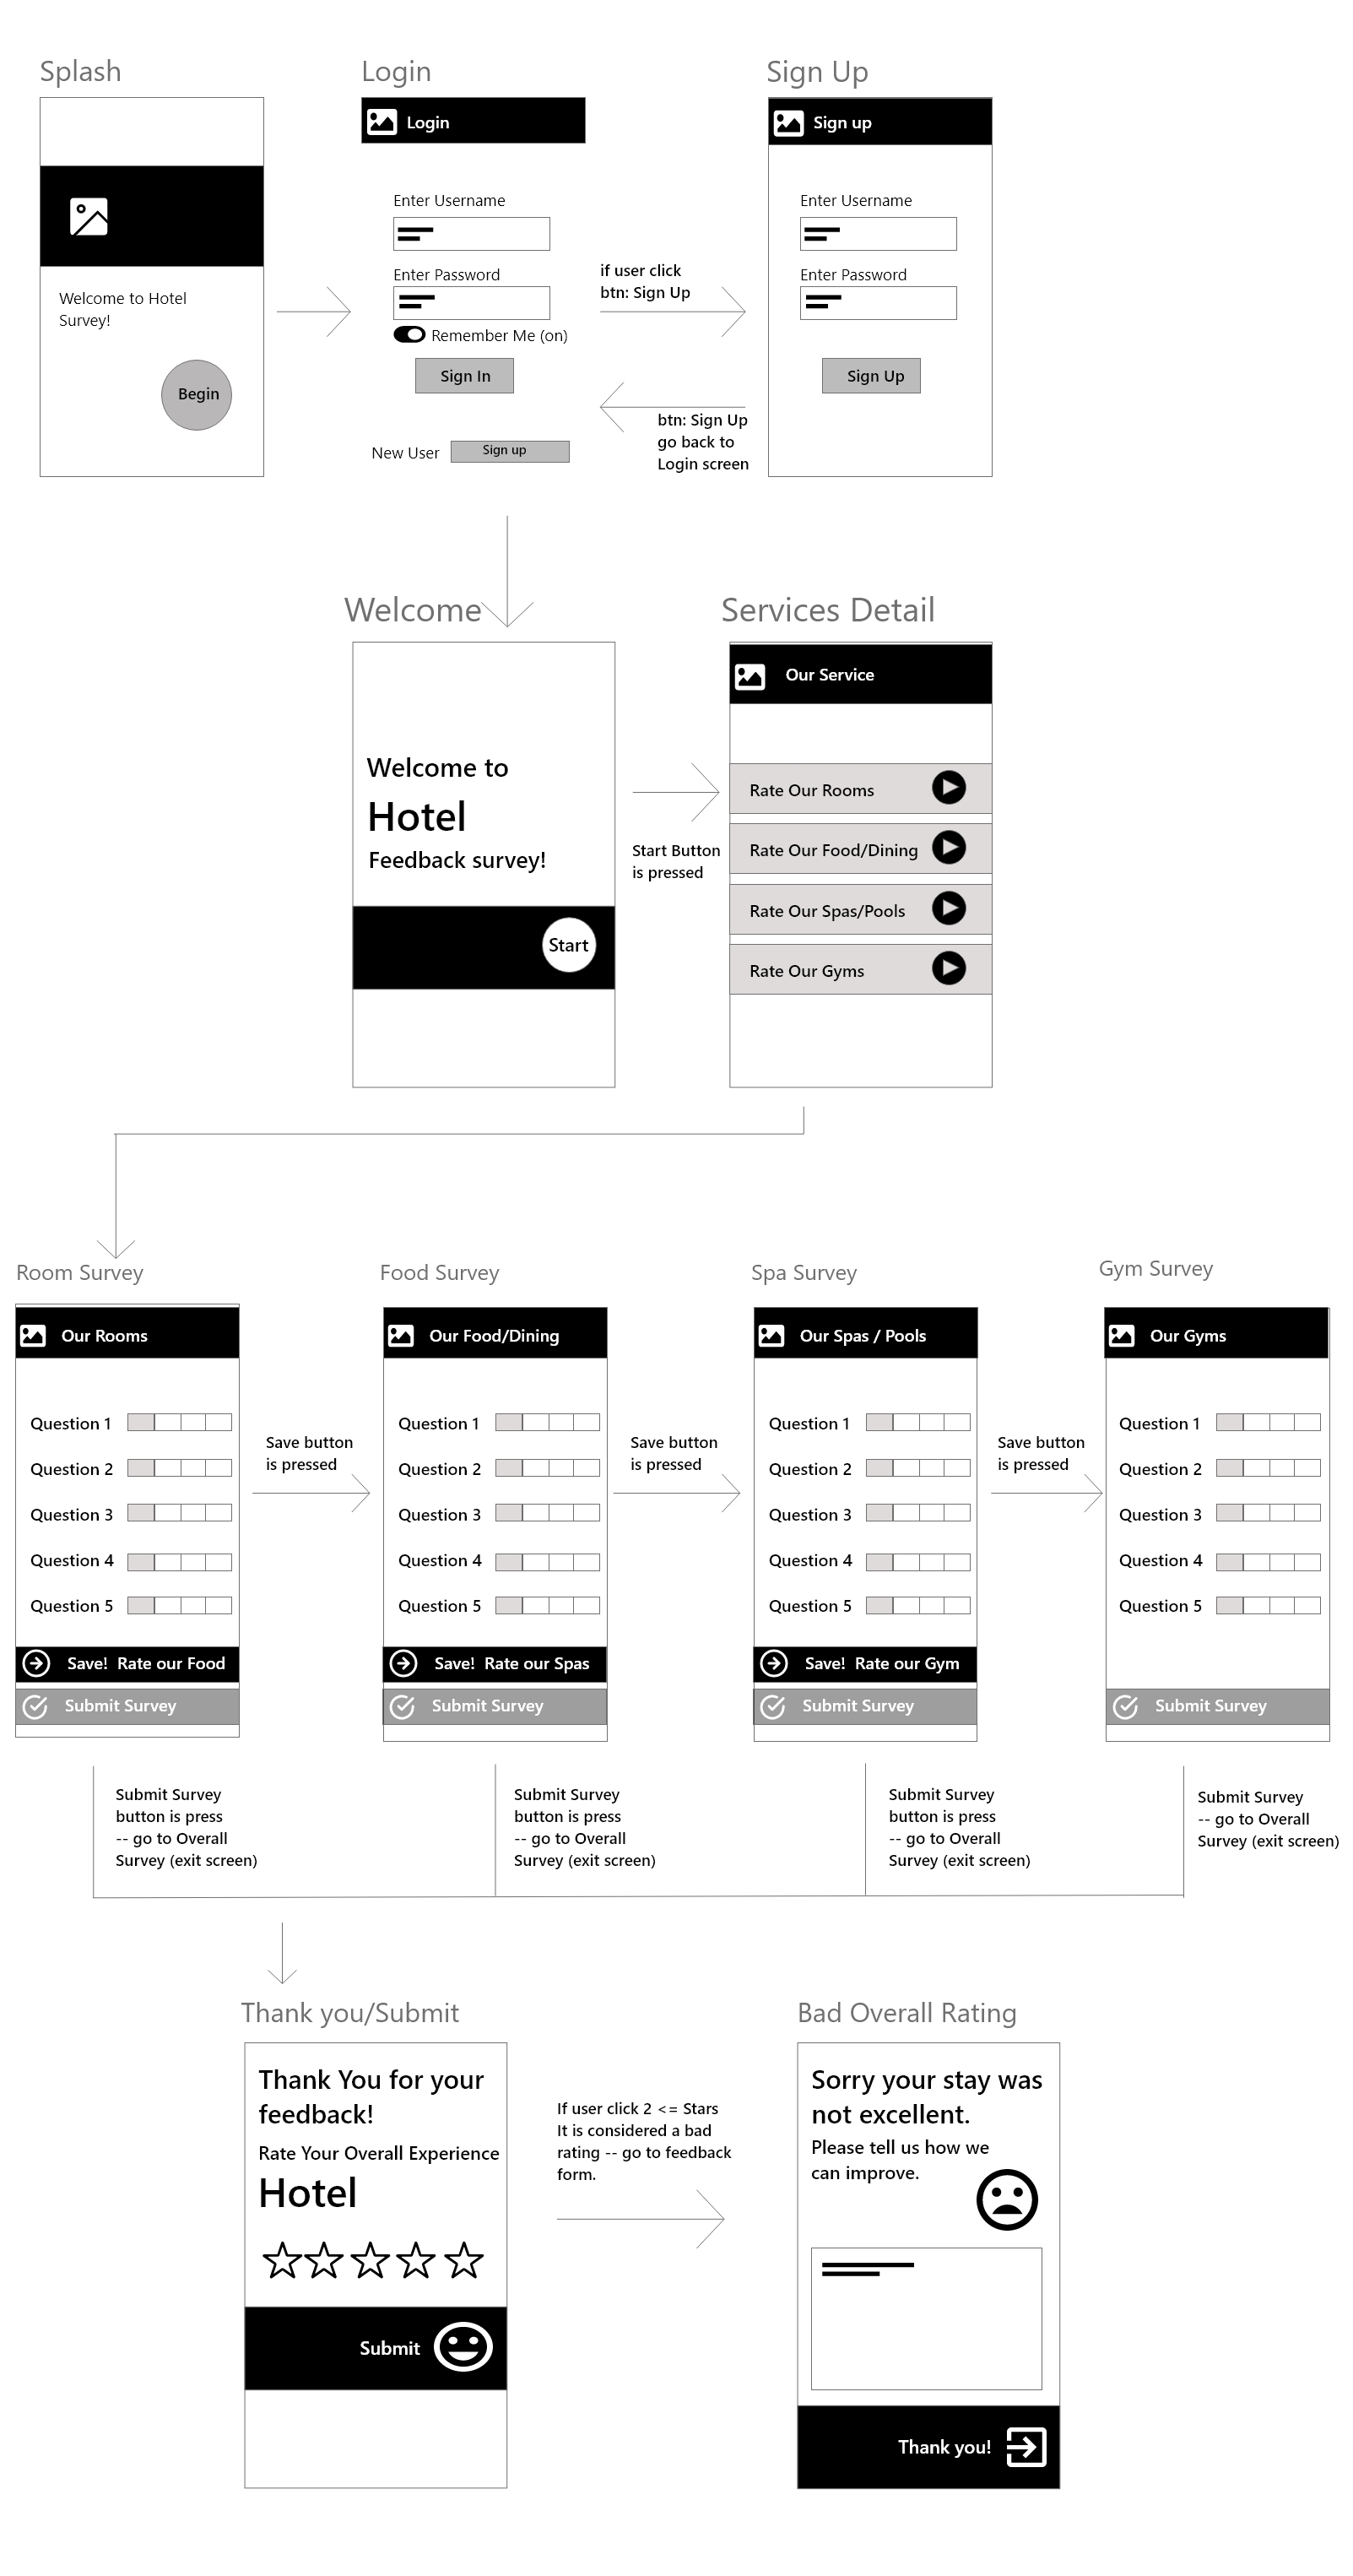 Splash
Login
Sign Up
Login
Sign up
Enter Username
Enter Username
Enter Password
Enter Password
if user click
btn: Sign Up
Welcome to Hotel
Survey!
Remember Me (on)
Sign In
Sign Up
Begin
btn: Sign Up
go back to
Login screen
New User
Sign up
Welcome
Services Detail
Our Service
Welcome to
Hotel
Feedback survey!
Start
Start Button
is pressed
Rate Our Rooms
Rate Our Food/Dining
Rate Our Spas/Pools
Rate Our Gyms
Room Survey
Food Survey
Spa Survey
Gym Survey
Our Rooms
Question 1
Question 2
Question 3
Question 4
Question 5
Save! Rate our Food
Submit Survey
Save button
is pressed
Our Food/Dining
Question 1
Question 2
Question 3
Question 4
Question 5
Save! Rate our Spas
Submit Survey
Save button
is pressed
Our Spas / Pools
Question 1
Question 2
Question 3
Question 4
Question 5
Save! Rate our Gym
Submit Survey
Save button
is pressed
Our Gyms
Question 1
Question 2
Question 3
Question 4
Question 5
Submit Survey
Submit Survey
button is press
-- go to Overall
Survey (exit screen)
Submit Survey
button is press
-- go to Overall
Survey (exit screen)
Submit Survey
button is press
-- go to Overall
Survey (exit screen)
Submit Survey
-- go to Overall
Survey (exit screen)
Thank you/Submit
Bad Overall Rating
Thank You for your
feedback!
Rate Your Overall Experience
Hotel
Submit
If user click 2 <= Stars
It is considered a bad
rating -- go to feedback
form.
Sorry your stay was
not excellent.
Please tell us how we
can improve.
Thank you!